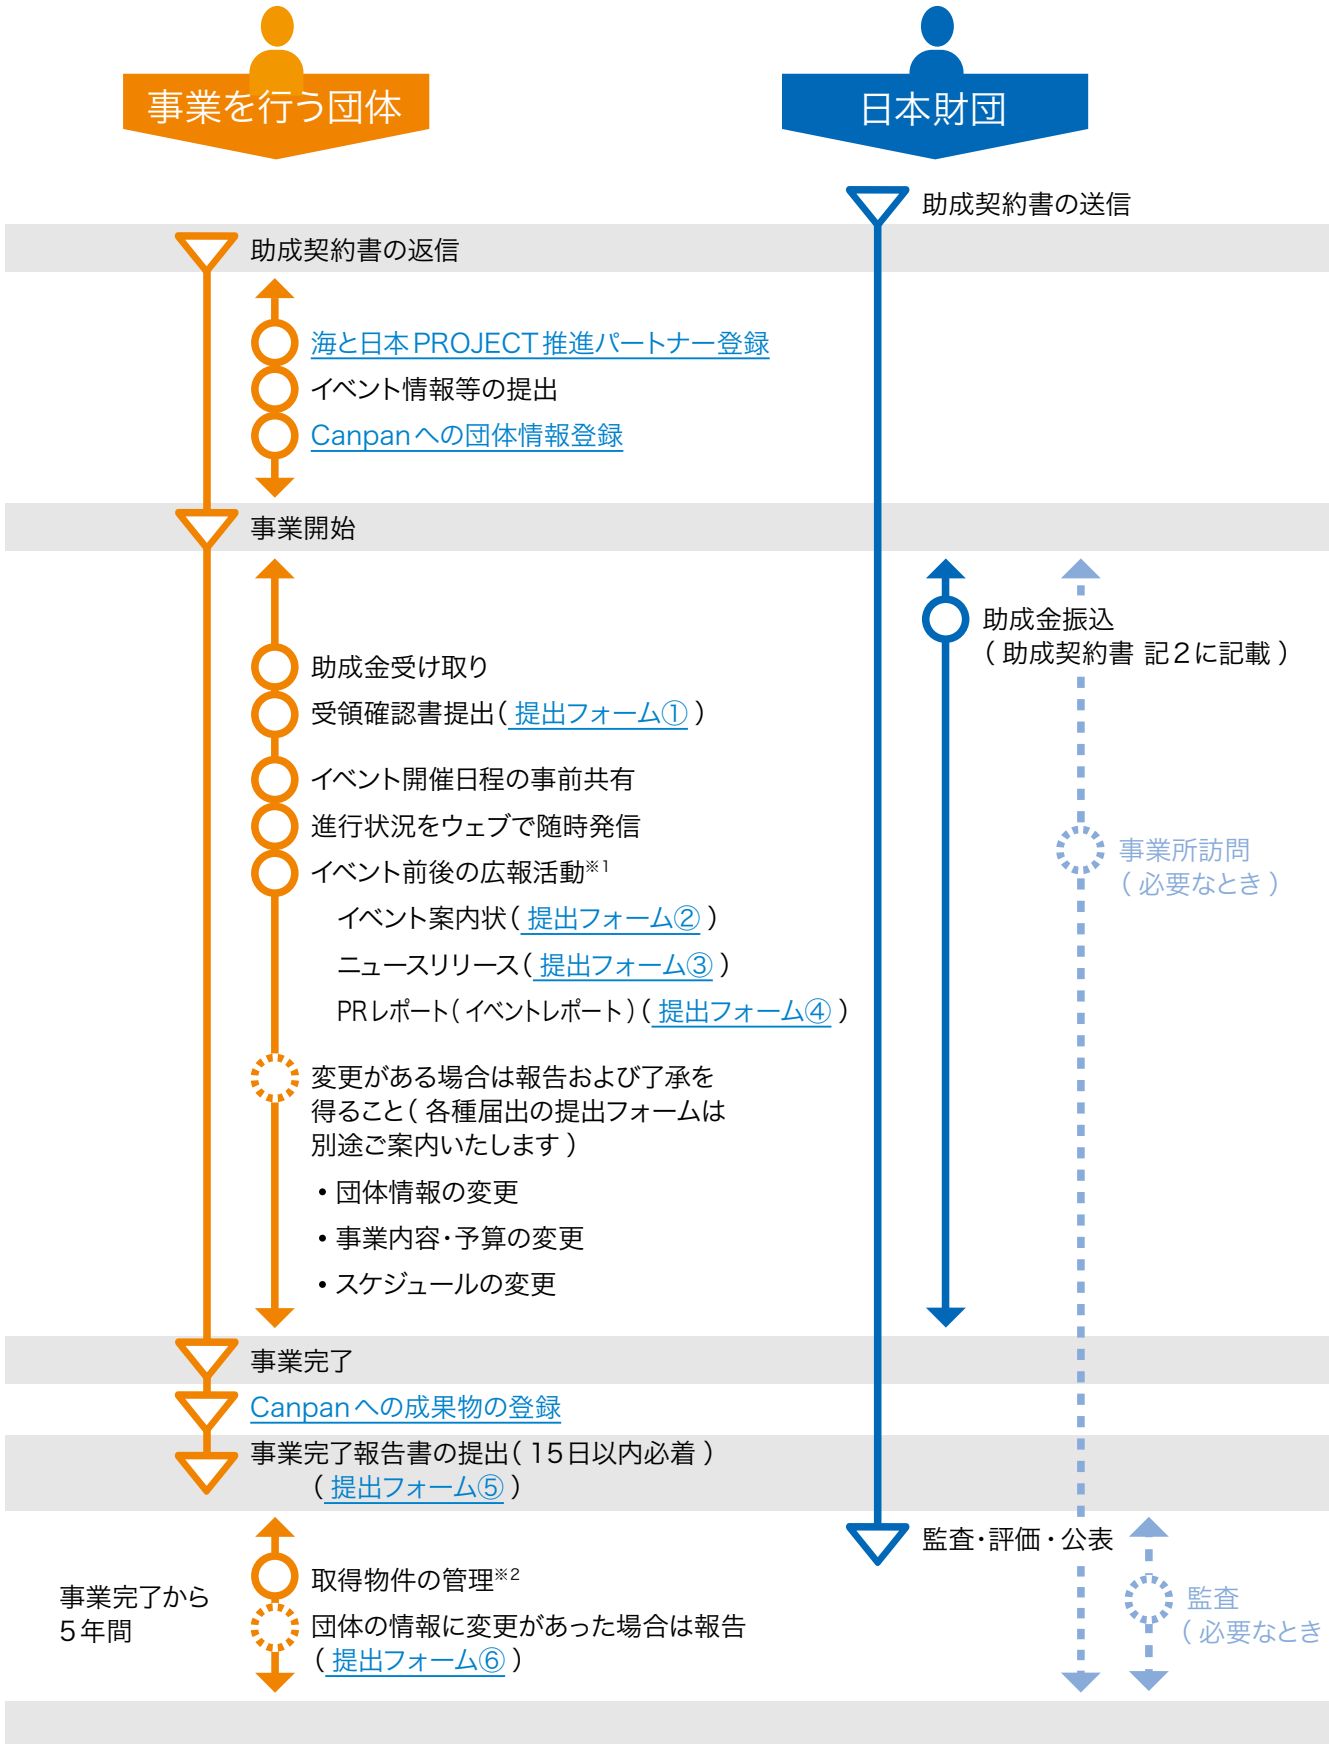 事業を行う団体
日本財団
助成契約書の送信
助成契約書の返信
海と日本PROJECT推進パートナー登録
イベント情報等の提出
Canpanへの団体情報登録
事業開始
助成金振込
（助成契約書 記2に記載）
助成金受け取り
受領確認書提出（提出フォーム①）
イベント開催日程の事前共有
進行状況をウェブで随時発信
イベント前後の広報活動※1
イベント案内状（提出フォーム②）
ニュースリリース（提出フォーム③）
PRレポート（イベントレポート）（提出フォーム④）
事業所訪問
（必要なとき）
変更がある場合は報告および了承を
得ること（各種届出の提出フォームは
別途ご案内いたします）
・団体情報の変更
・事業内容・予算の変更
・スケジュールの変更
事業完了
Canpanへの成果物の登録
事業完了報告書の提出（15日以内必着）
（提出フォーム⑤）
監査・評価・公表
事業完了から
5年間
取得物件の管理※2
団体の情報に変更があった場合は報告
（提出フォーム⑥）
監査
（必要なとき